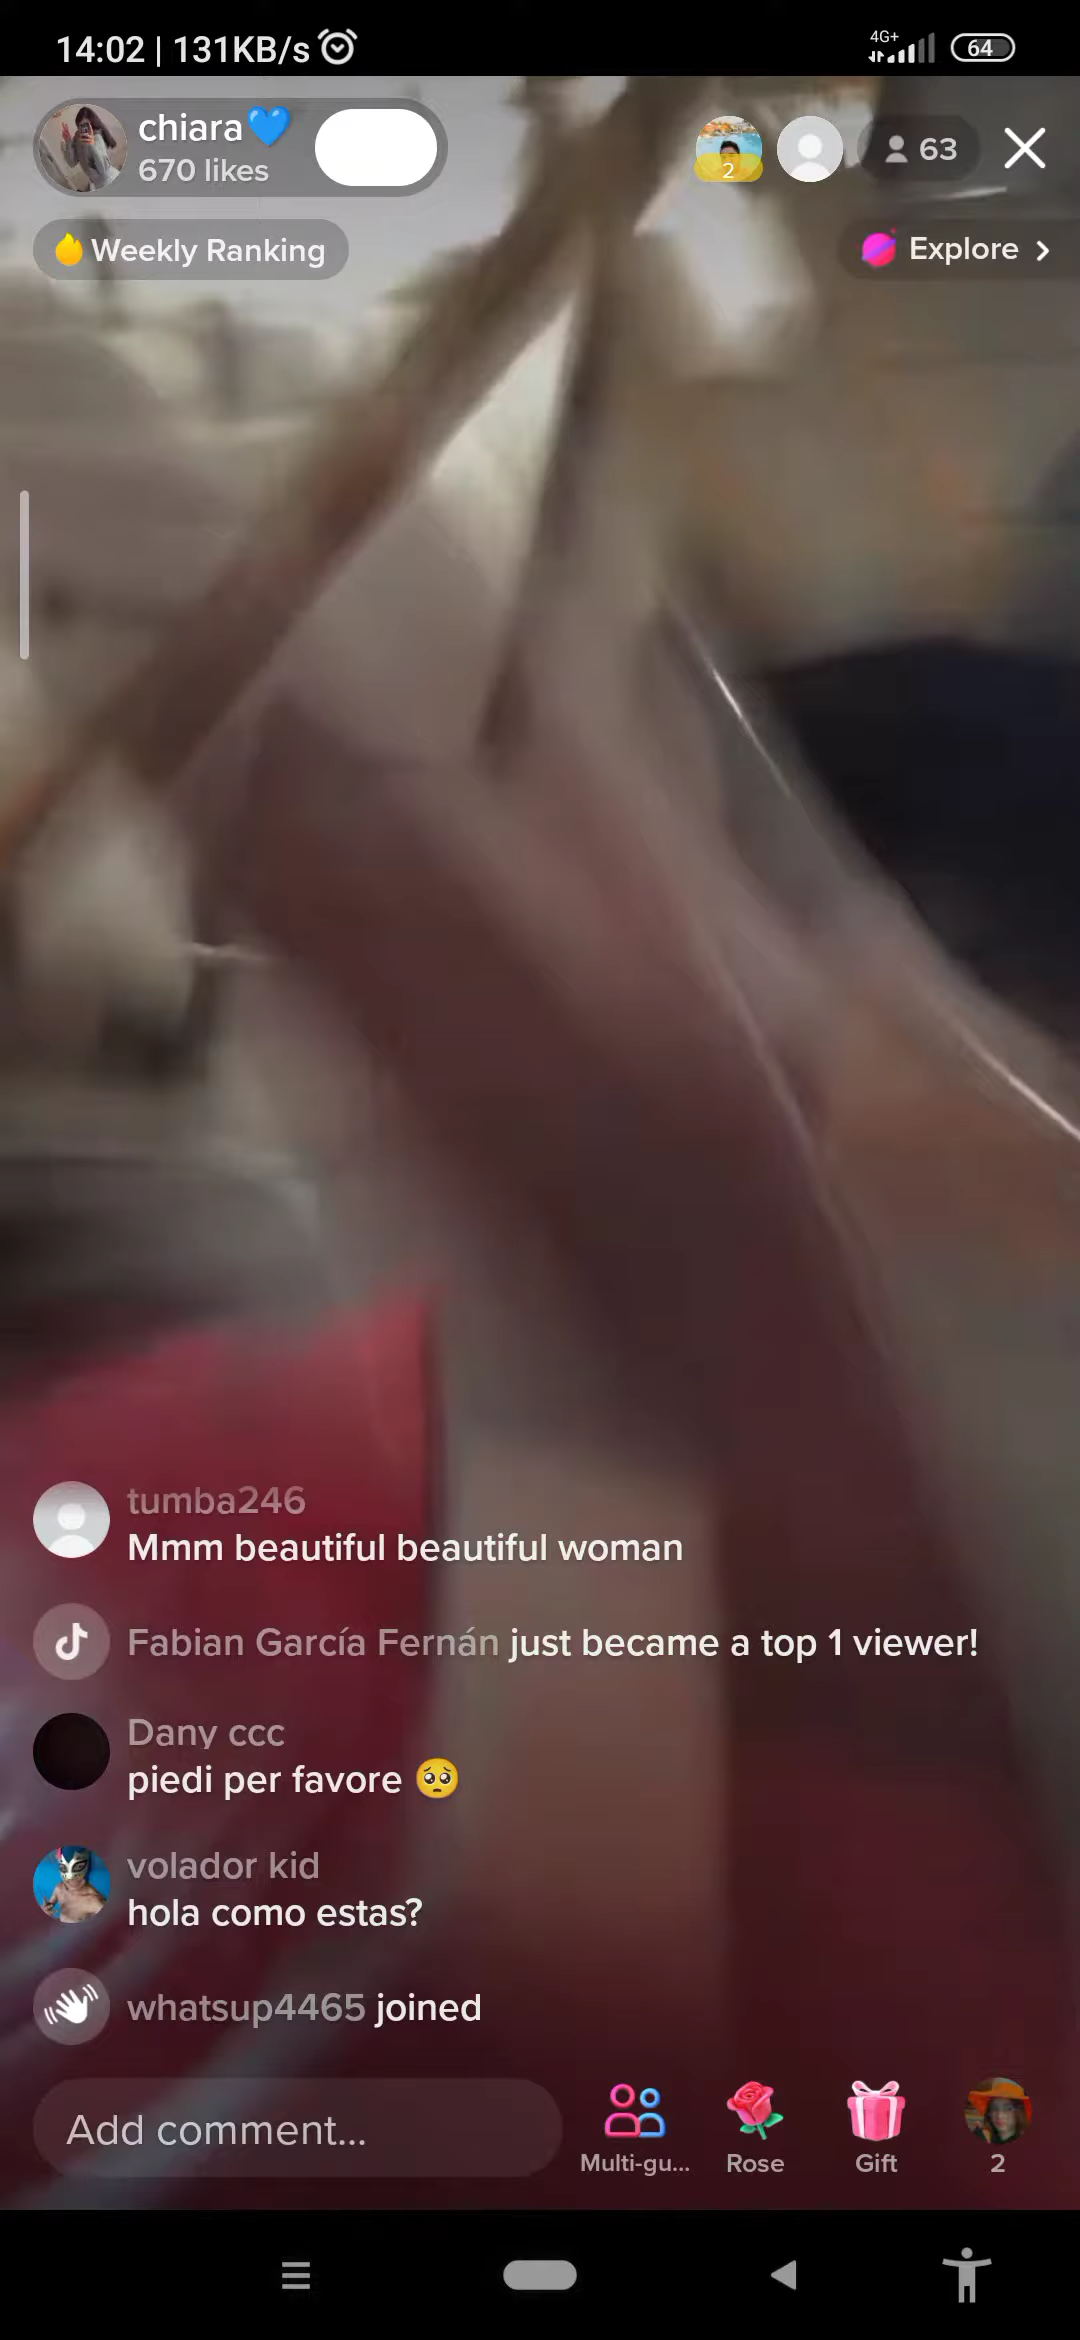 14:02 | 131KB/s
4G+
64
chiara💙
670 likes
2
63
Weekly Ranking
Explore >
tumba246
Mmm beautiful beautiful woman
Fabian García Fernán just became a top 1 viewer!
Dany ccc
piedi per favore 🥺
volador kid
hola como estas?
whatsup4465 joined
Add comment...
Multi-gu...
Rose
Gift
2